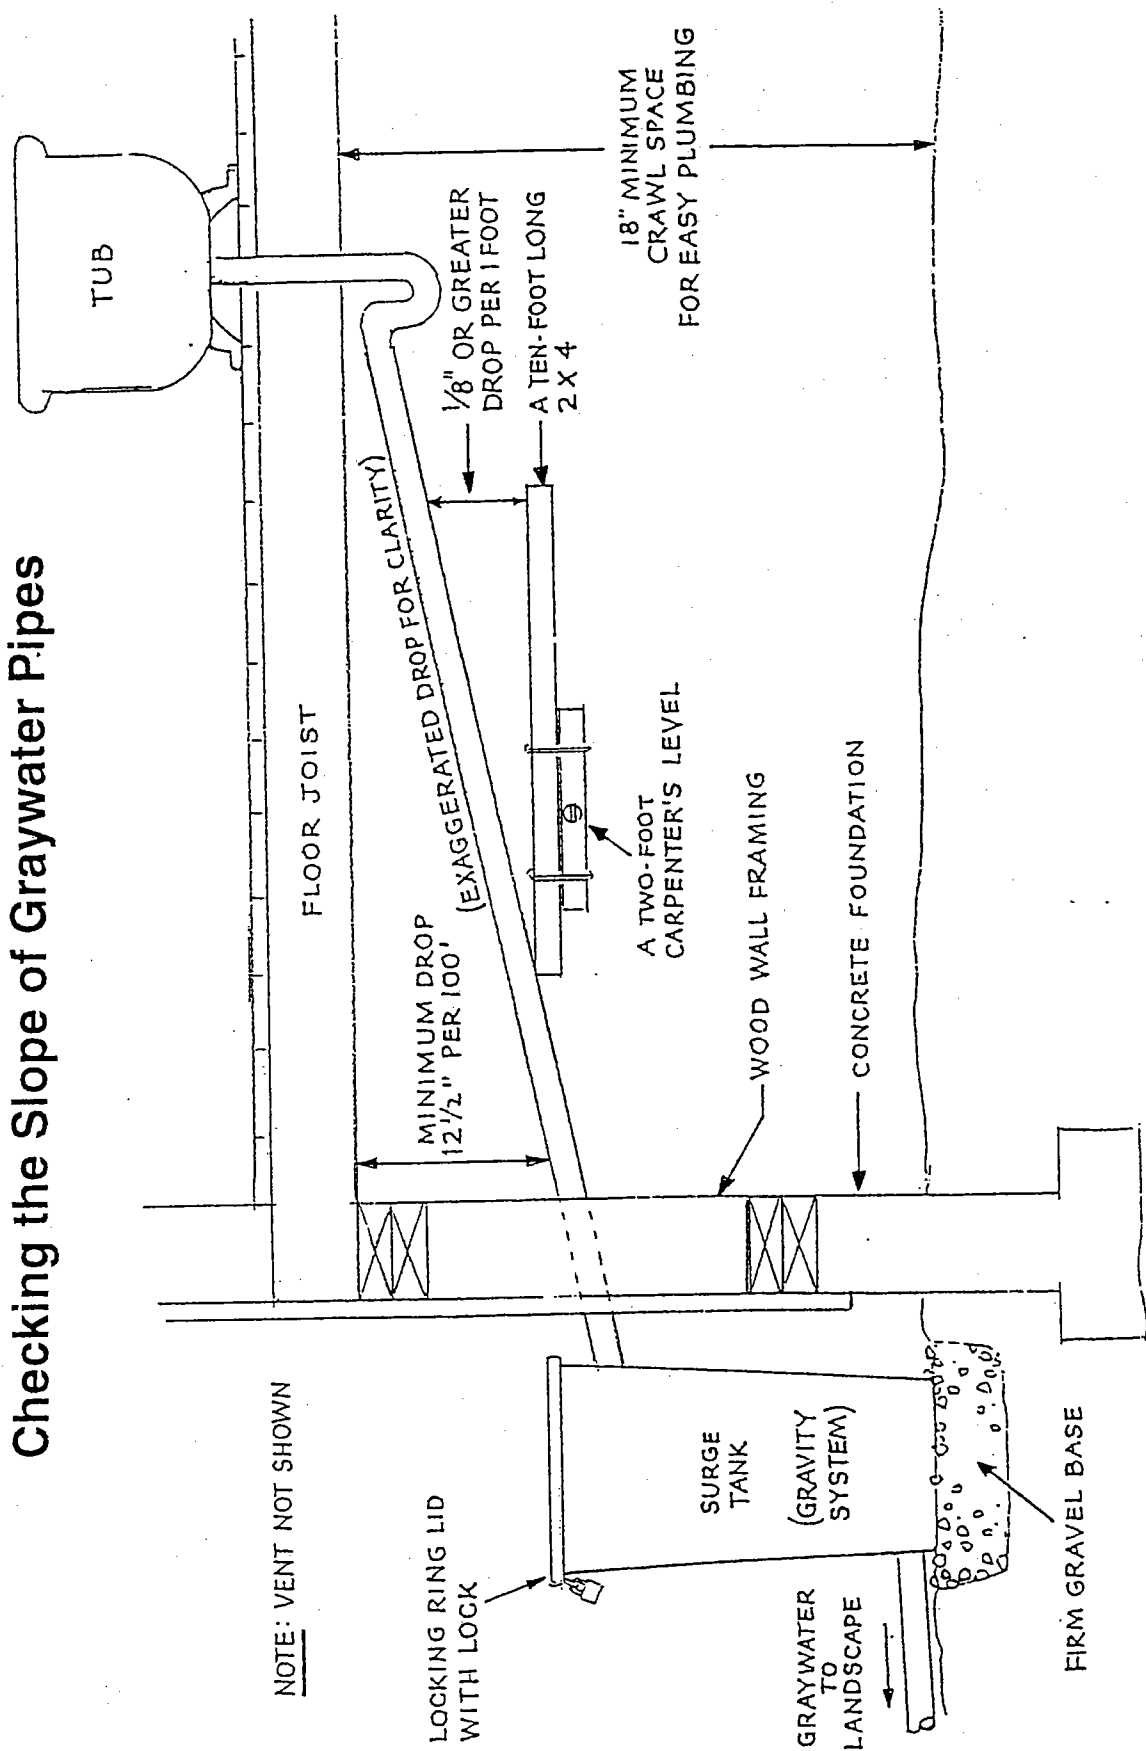 Checking the Slope of Graywater Pipes
TUB
FLOOR JOIST
NOTE: VENT NOT SHOWN
(EXAGGERATED DROP FOR CLARITY)
MINIMUM DROP
12 1/2" PER 100'
1/8" OR GREATER
DROP PER 1 FOOT
A TEN-FOOT LONG
2 X 4
18" MINIMUM
CRAWL SPACE
FOR EASY PLUMBING
LOCKING RING LID
WITH LOCK
A TWO-FOOT
CARPENTER'S LEVEL
WOOD WALL FRAMING
CONCRETE FOUNDATION
SURGE
TANK
(GRAVITY
SYSTEM)
GRAYWATER
TO
LANDSCAPE
FIRM GRAVEL BASE